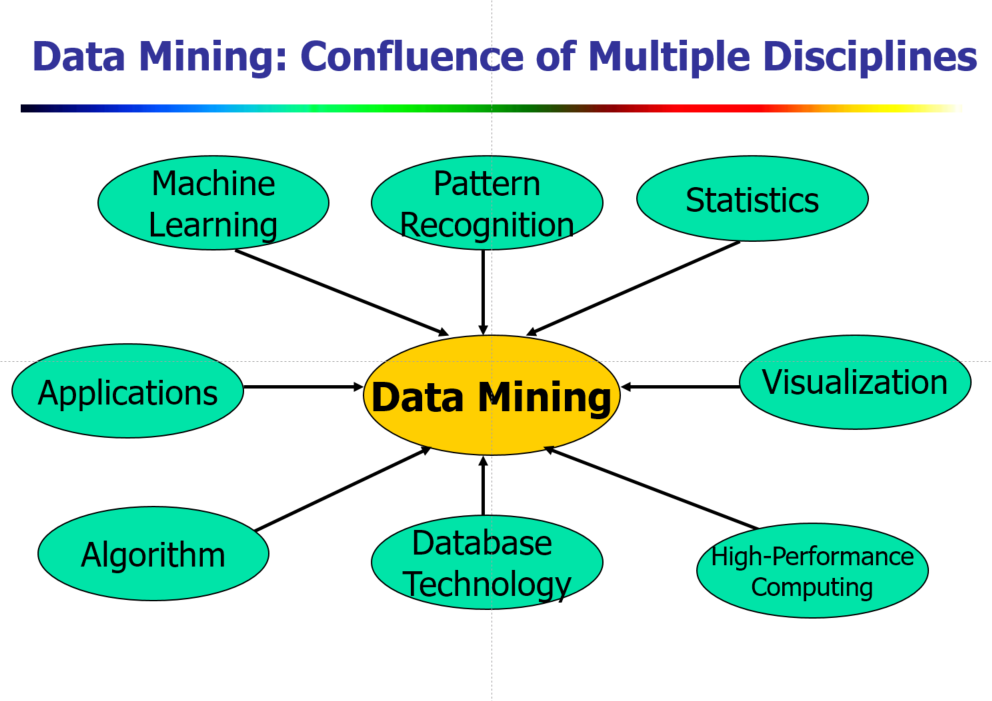 Data Mining: Confluence of Multiple Disciplines
Machine
Learning
Pattern
Recognition
Statistics
Applications
Data Mining
Visualization
Algorithm
Database
Technology
High-Performance
Computing